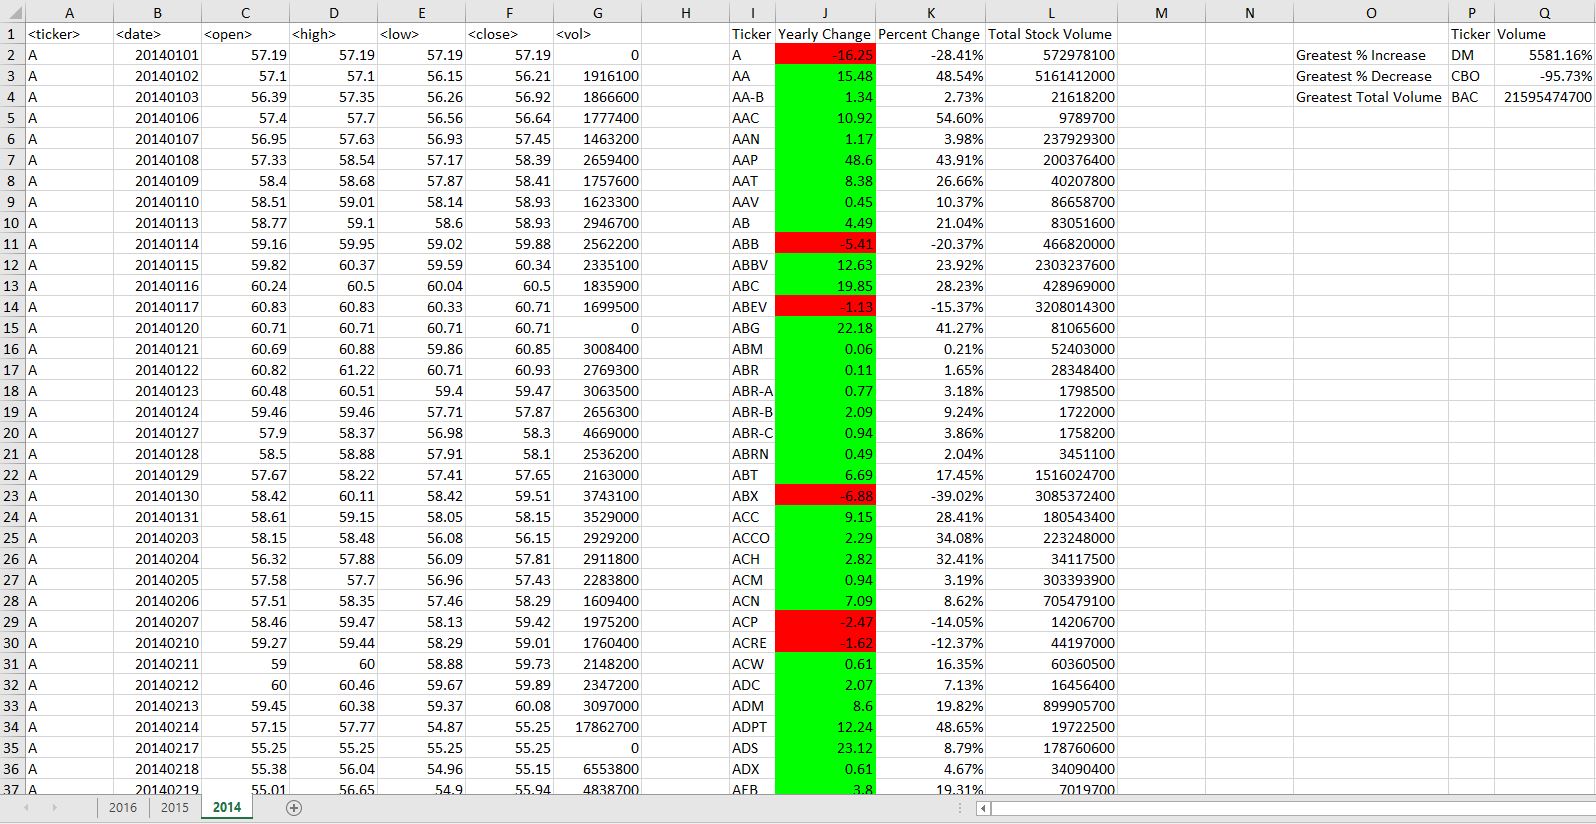 A B C D E F G H I J K L M N O P Q
1 <ticker> <date> <open> <high> <low> <close> <vol> Ticker Yearly Change Percent Change Total Stock Volume Ticker Volume
2 A 20140101 57.19 57.19 57.19 57.19 0 A -16.25 -28.41% 572978100 Greatest % Increase DM 5581.16%
3 A 20140102 57.1 57.1 56.15 56.21 1916100 AA 15.48 48.54% 5161412000 Greatest % Decrease CBO -95.73%
4 A 20140103 56.39 57.35 56.26 56.92 1866600 AA-B 1.34 2.73% 21618200 Greatest Total Volume BAC 21595474700
5 A 20140106 57.4 57.7 56.56 56.64 1777400 AAC 10.92 54.60% 9789700
6 A 20140107 56.95 57.63 56.93 57.45 1463200 AAN 1.17 3.98% 237929300
7 A 20140108 57.33 58.54 57.17 58.39 2659400 AAP 48.6 43.91% 200376400
8 A 20140109 58.4 58.68 57.87 58.41 1757600 AAT 8.38 26.66% 40207800
9 A 20140110 58.51 59.01 58.14 58.93 1623300 AAV 0.45 10.37% 86658700
10 A 20140113 58.77 59.1 58.6 58.93 2946700 AB 4.49 21.04% 83051600
11 A 20140114 59.16 59.95 59.02 59.88 2562200 ABB -5.41 -20.37% 466820000
12 A 20140115 59.82 60.37 59.59 60.34 2335100 ABBV 12.63 23.92% 2303237600
13 A 20140116 60.24 60.5 60.04 60.5 1835900 ABC 19.85 28.23% 428969000
14 A 20140117 60.83 60.83 60.33 60.71 1699500 ABEV -1.13 -15.37% 3208014300
15 A 20140120 60.71 60.71 60.71 60.71 0 ABG 22.18 41.27% 81065600
16 A 20140121 60.69 60.88 59.86 60.85 3008400 ABM 0.06 0.21% 52403000
17 A 20140122 60.82 61.22 60.71 60.93 2769300 ABR 0.11 1.65% 28348400
18 A 20140123 60.48 60.51 59.4 59.47 3063500 ABR-A 0.77 3.18% 1798500
19 A 20140124 59.46 59.46 57.71 57.87 2656300 ABR-B 2.09 9.24% 1722000
20 A 20140127 57.9 58.37 56.98 58.3 4669000 ABR-C 0.94 3.86% 1758200
21 A 20140128 58.5 58.88 57.91 58.1 2536200 ABRN 0.49 2.04% 3451100
22 A 20140129 57.67 58.22 57.41 57.65 2163000 ABT 6.69 17.45% 1516024700
23 A 20140130 58.42 60.11 58.42 59.51 3743100 ABX -6.88 -39.02% 3085372400
24 A 20140131 58.61 59.15 58.05 58.15 3529000 ACC 9.15 28.41% 180543400
25 A 20140203 58.15 58.48 56.08 56.15 2929200 ACCO 2.29 34.08% 223248000
26 A 20140204 56.32 57.88 56.09 57.81 2911800 ACH 2.82 32.41% 34117500
27 A 20140205 57.58 57.7 56.96 57.43 2283800 ACM 0.94 3.19% 303393900
28 A 20140206 57.51 58.35 57.46 58.29 1609400 ACN 7.09 8.62% 705479100
29 A 20140207 58.46 59.47 58.13 59.42 1975200 ACP -2.47 -14.05% 14206700
30 A 20140210 59.27 59.44 58.29 59.01 1760400 ACRE -1.62 -12.37% 44197000
31 A 20140211 59 60 58.88 59.73 2148200 ACW 0.61 16.35% 60360500
32 A 20140212 60 60.46 59.67 59.89 2347200 ADC 2.07 7.13% 16456400
33 A 20140213 59.45 60.38 59.37 60.08 3097000 ADM 8.6 19.82% 899905700
34 A 20140214 57.15 57.77 54.87 55.25 17862700 ADPT 12.24 48.65% 19722500
35 A 20140217 55.25 55.25 55.25 55.25 0 ADS 23.12 8.79% 178760600
36 A 20140218 55.38 56.04 54.96 55.15 6553800 ADX 0.61 4.67% 34090400
37 A 20140219 55.01 56.65 54.9 55.94 4838700 AEB 3.8 19.31% 7019700
2016 2015 2014